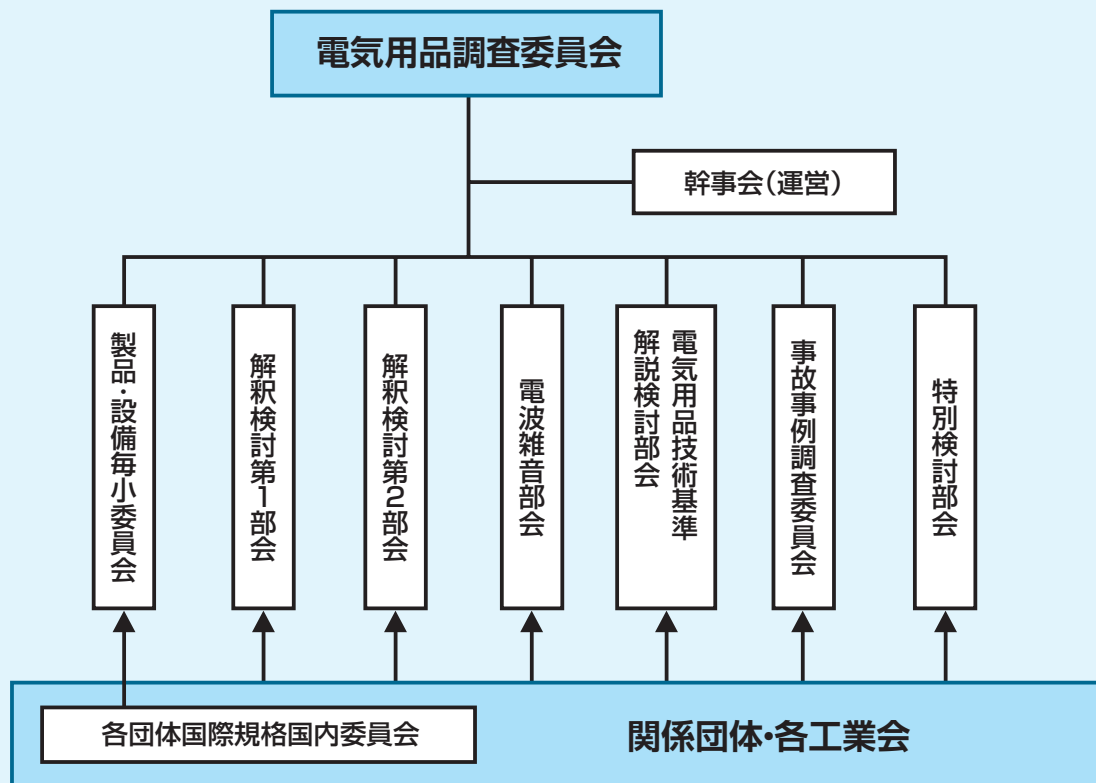 電気用品調査委員会
幹事会(運営)
製品・設備毎小委員会
解釈検討第1部会
解釈検討第2部会
電波雑音部会
電気用品技術基準
解説検討部会
事故事例調査委員会
特別検討部会
各団体国際規格国内委員会
関係団体・各工業会